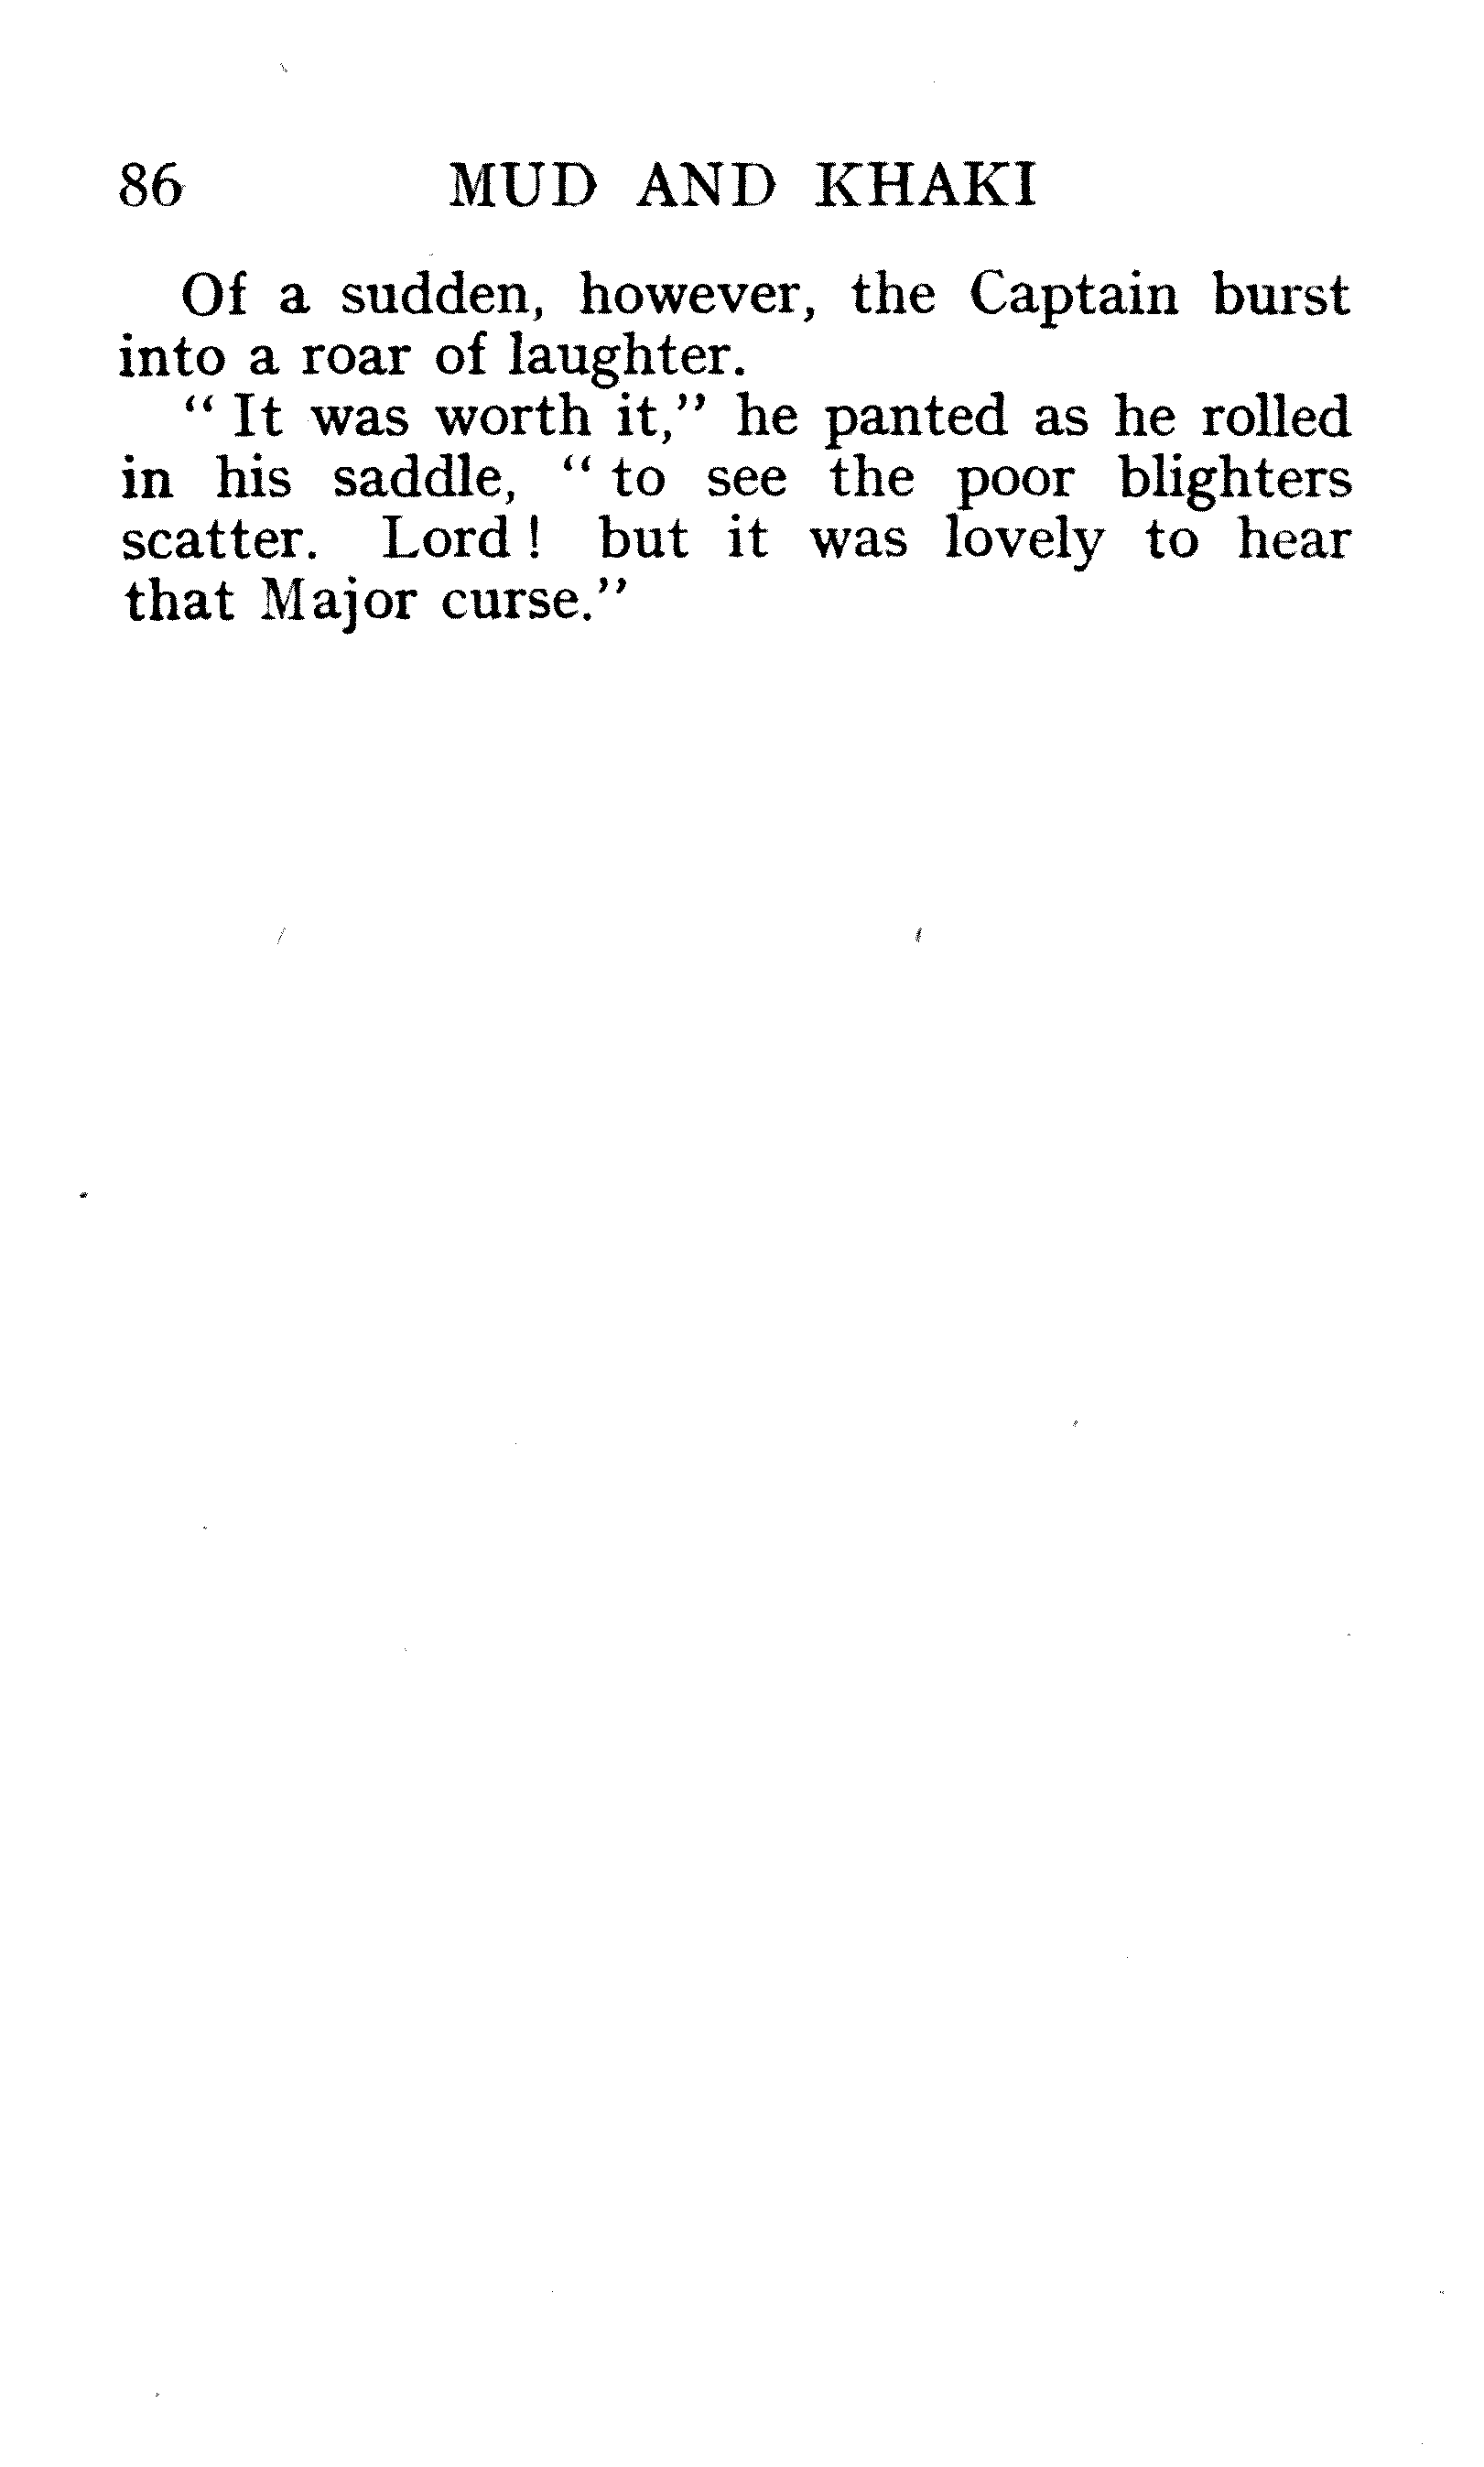 86 MUD AND KHAKI
Of a sudden, however, the Captain burst
into a roar of laughter.
“ It was worth it,” he panted as he rolled
in his saddle, “ to see the poor blighters
scatter. Lord ! but it was lovely to hear
that Major curse.”